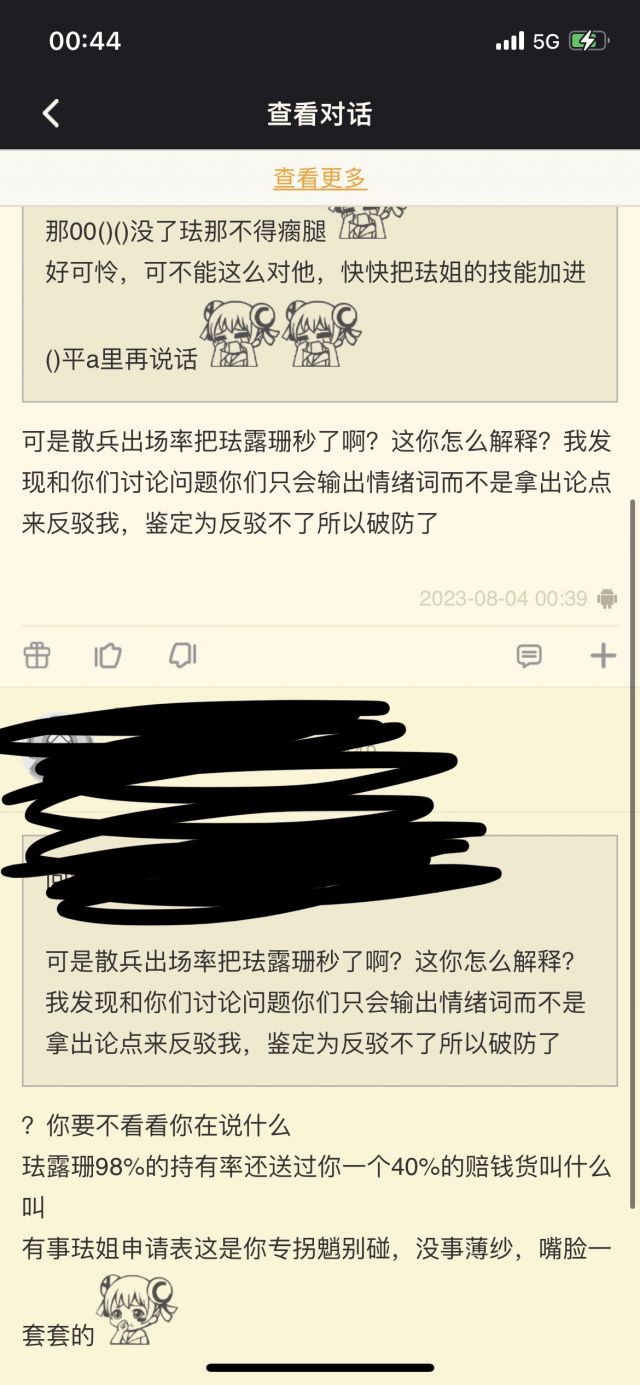 00:44
5G
查看对话
查看更多
那00()()没了珐那不得瘸腿
好可怜，可不能这么对他，快快把珐姐的技能加进
()平a里再说话
可是散兵出场率把珐露珊秒了啊？这你怎么解释？我发
现和你们讨论问题你们只会输出情绪词而不是拿出论点
来反驳我，鉴定为反驳不了所以破防了
2023-08-04 00:39
可是散兵出场率把珐露珊秒了啊？这你怎么解释？
我发现和你们讨论问题你们只会输出情绪词而不是
拿出论点来反驳我，鉴定为反驳不了所以破防了
？你要不看看你在说什么
珐露珊98%的持有率还送过你一个40%的赔钱货叫什么
叫
有事珐姐申请表这是你专拐魈别碰，没事薄纱，嘴脸一
套套的